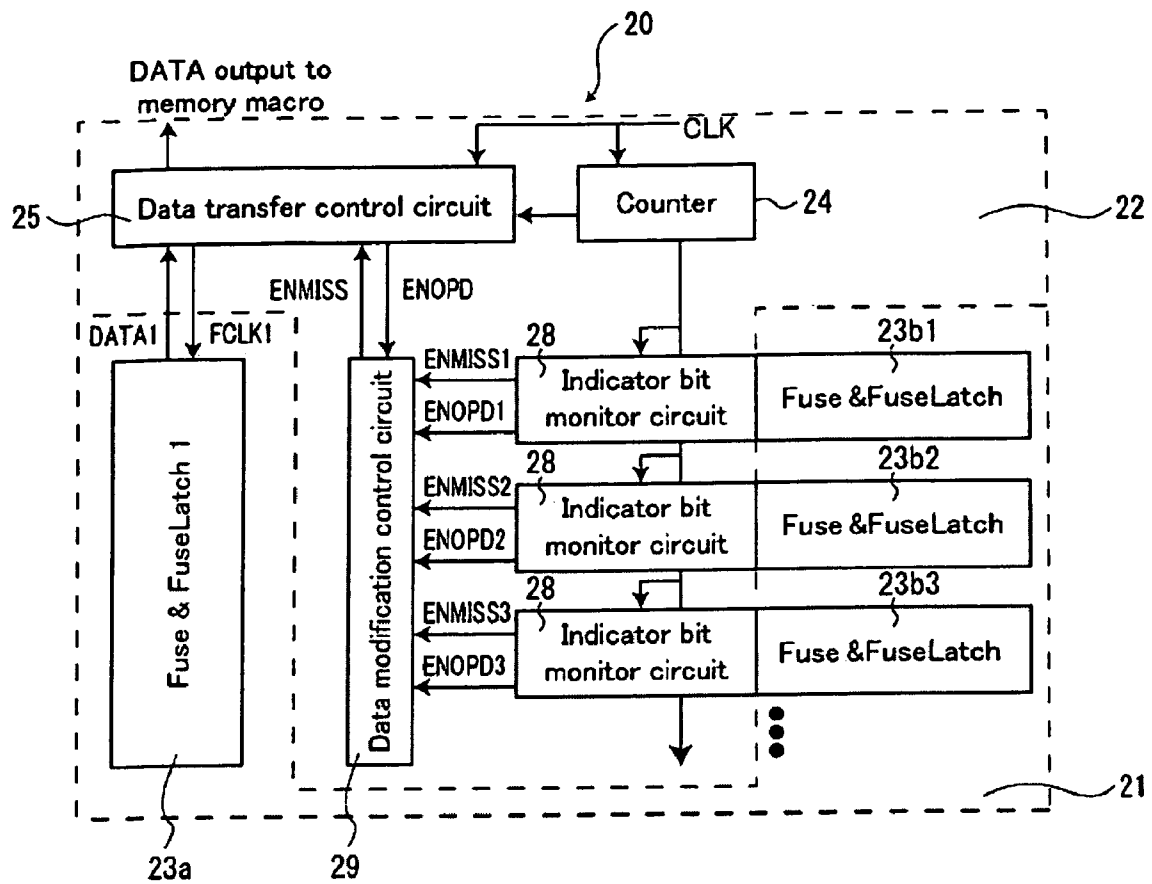 20
DATA output to
memory macro
CLK
25
Data transfer control circuit
Counter
24
22
ENMISS
ENOPD
DATA1
FCLK1
Fuse & FuseLatch 1
Data modification control circuit
28
23b1
ENMISS1
ENOPD1
Indicator bit
monitor circuit
Fuse &FuseLatch
28
23b2
ENMISS2
ENOPD2
Indicator bit
monitor circuit
Fuse &FuseLatch
28
23b3
ENMISS3
ENOPD3
Indicator bit
monitor circuit
Fuse &FuseLatch
21
23a
29